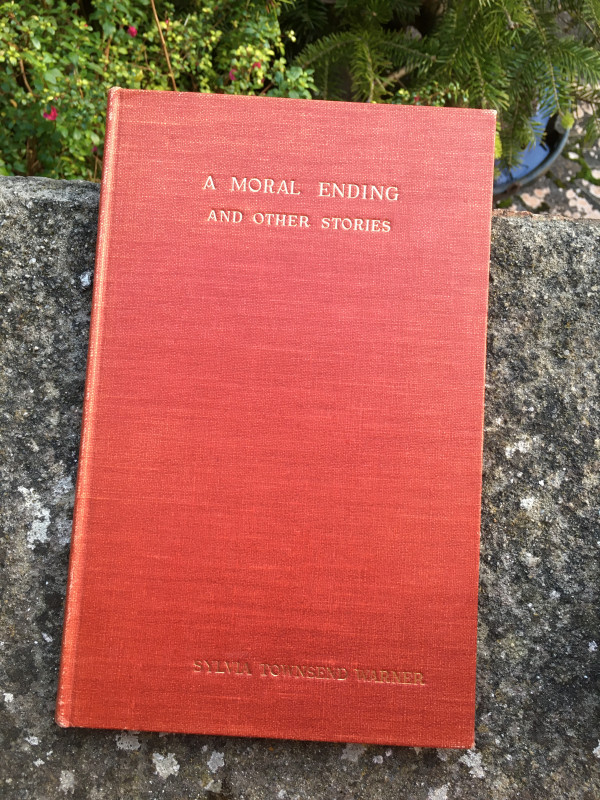 A MORAL ENDING
AND OTHER STORIES
SYLVIA TOWNSEND WARNER